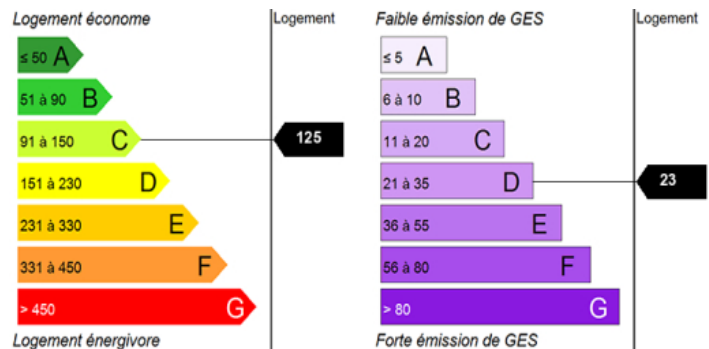 Logement économe
Logement
≤ 50 A
51 à 90 B
91 à 150 C
125
151 à 230 D
231 à 330 E
331 à 450 F
> 450 G
Logement énergivore
Faible émission de GES
Logement
≤ 5 A
6 à 10 B
11 à 20 C
21 à 35 D
23
36 à 55 E
56 à 80 F
> 80 G
Forte émission de GES